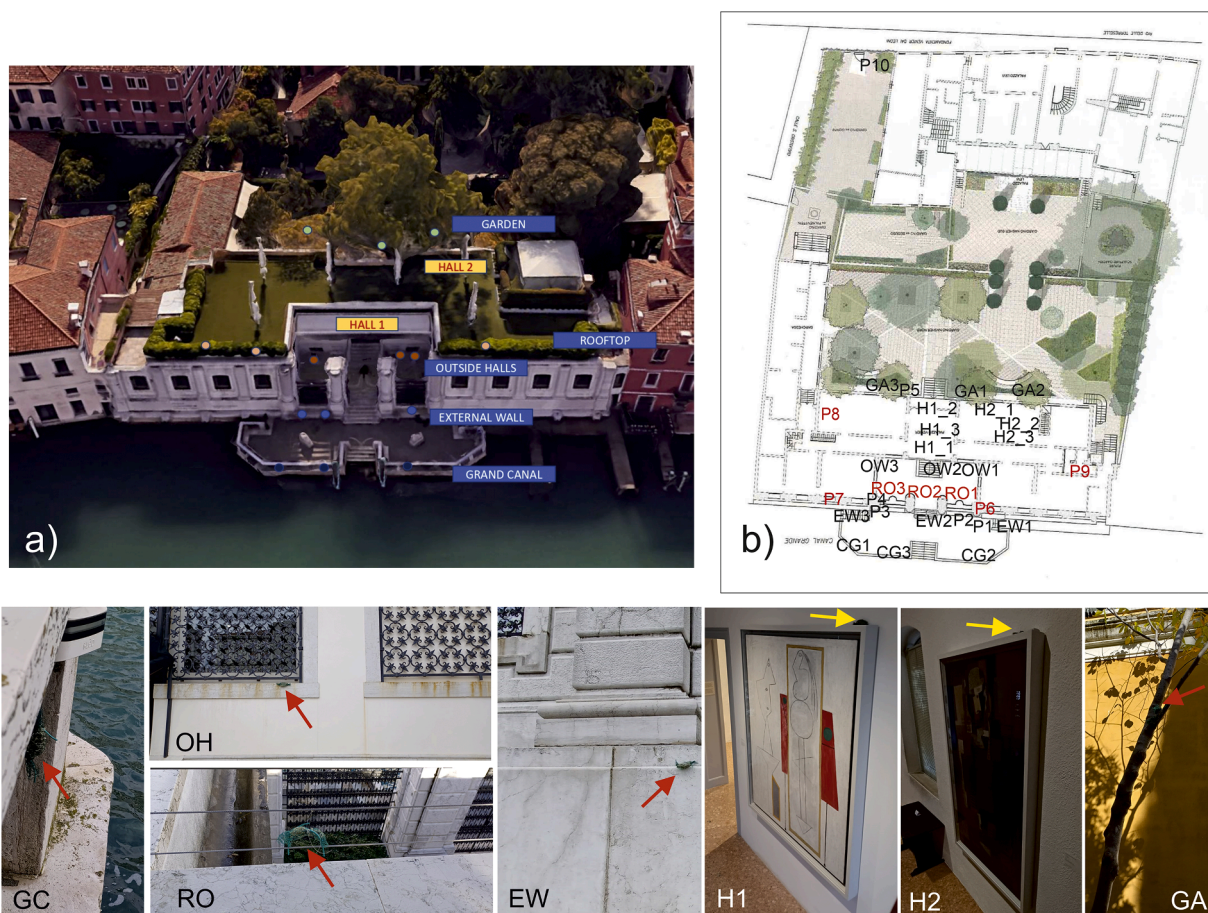 GARDEN
HALL 2
HALL 1
ROOFTOP
OUTSIDE HALLS
EXTERNAL WALL
GRAND CANAL
a)
P10
GA3
P5
GA1
GA2
P8
H1_2
H2_1
H1_3
H2_2
H1_1
H2_3
OW3
OW2
OW1
P9
RO3
RO2
RO1
P7
P4
P6
EW3
P3
EW2
P2
P1
EW1
CG1
CG3
CG2
CANAL GRANDE
b)
GC
OH
RO
EW
H1
H2
GA